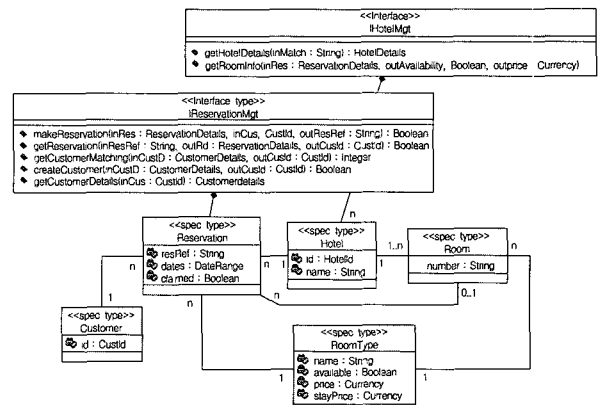 <<Interface>>
IHotelMgt
getHotelDetails(inMatch : String) : HotelDetails
getRoomInfo(inRes : ReservationDetails, outAvailability, Boolean, outprice Currency)
<<Interface type>>
IReservationMgt
makeReservation(inRes : ReservationDetails, inCus, CustId, outResRef : String) : Boolean
getReservation(inResRef : String, outRd : ReservationDetails, outCusId : CustId) : Boolean
getCustomerMatching(inCustD : CustomerDetails, outCusId : CustId) : Integer
createCustomer(inCustD : CustomerDetails, outCusId : CustId) : Boolean
getCustomerDetails(inCus : CustId) : Customerdetails
n
<<spec type>>
Reservation
resRef : String
dates : DateRange
claimed : Boolean
<<spec type>>
Hotel
id : HotelId
name : String
<<spec type>>
Room
number : String
n
1
n
1
1
1..n
n
n
0..1
n
<<spec type>>
Customer
id : CustId
<<spec type>>
RoomType
name : String
available : Boolean
price : Currency
stayPrice : Currency
1
1